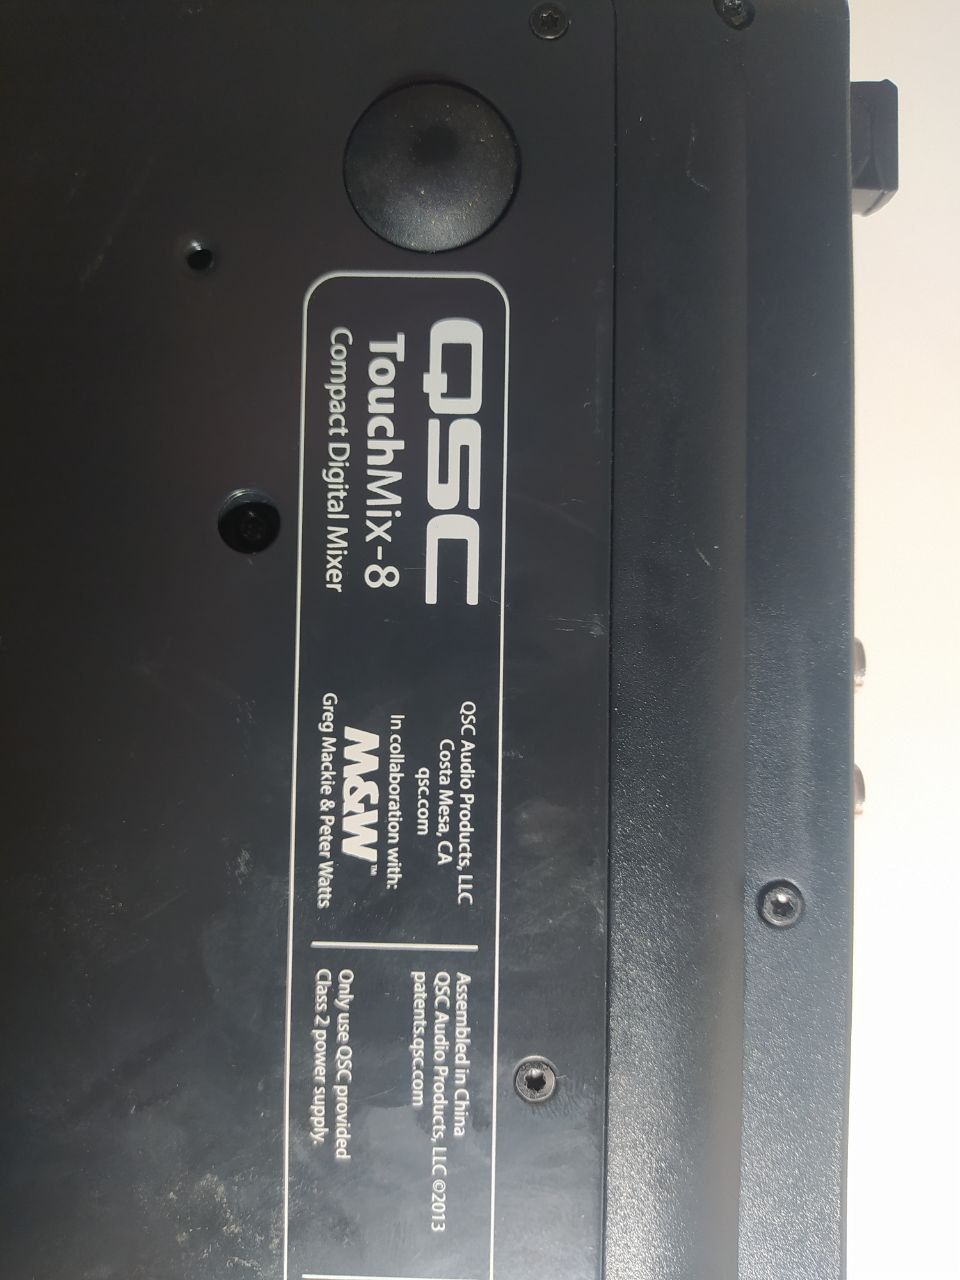 QSC
TouchMix-8
Compact Digital Mixer
QSC Audio Products, LLC
Costa Mesa, CA
qsc.com
In collaboration with:
M&W™
Greg Mackie & Peter Watts
Assembled in China
QSC Audio Products, LLC ©2013
patents.qsc.com
Only use QSC provided
Class 2 power supply.